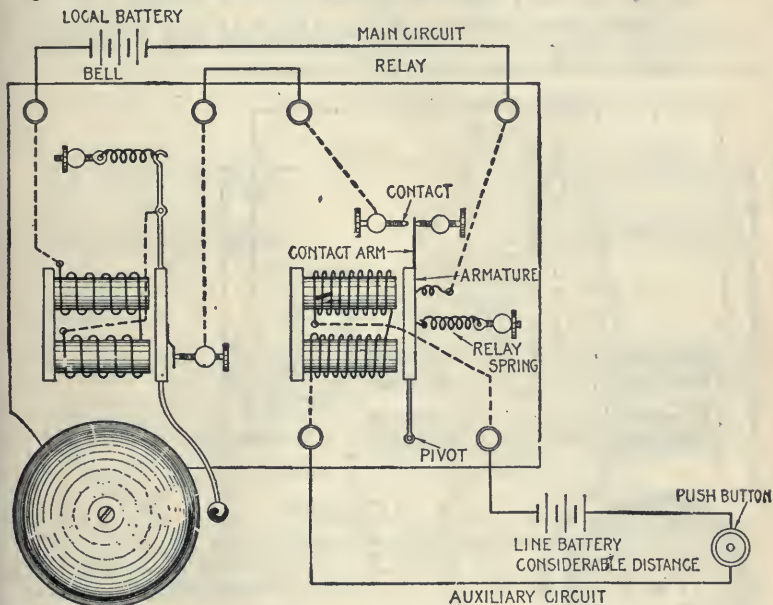 LOCAL BATTERY
MAIN CIRCUIT
BELL
RELAY
CONTACT
CONTACT ARM
ARMATURE
RELAY
SPRING
PIVOT
PUSH BUTTON
LINE BATTERY
CONSIDERABLE DISTANCE
AUXILIARY CIRCUIT